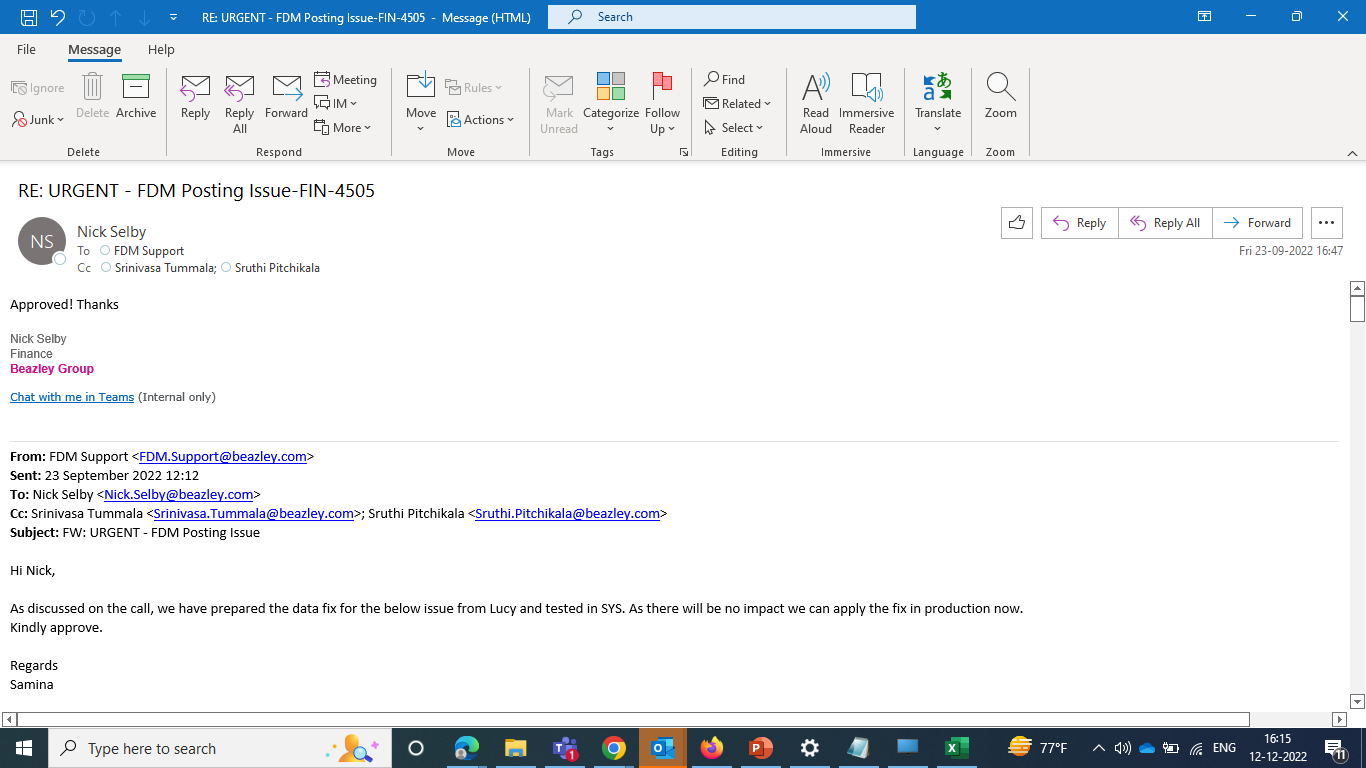 RE: URGENT - FDM Posting Issue-FIN-4505 - Message (HTML)
Search
File Message Help
Ignore
Junk
Delete
Archive
Delete
Reply
Reply All
Forward
Meeting
IM
More
Respond
Move
Rules
Actions
Move
Mark Unread
Categorize
Follow Up
Tags
Find
Related
Select
Editing
Read Aloud
Immersive Reader
Immersive
Translate
Language
Zoom
Zoom
RE: URGENT - FDM Posting Issue-FIN-4505
NS
Nick Selby
To FDM Support
Cc Srinivasa Tummala; Sruthi Pitchikala
Reply Reply All Forward
Fri 23-09-2022 16:47
Approved! Thanks
Nick Selby
Finance
Beazley Group
Chat with me in Teams (Internal only)
From: FDM Support <FDM.Support@beazley.com>
Sent: 23 September 2022 12:12
To: Nick Selby <Nick.Selby@beazley.com>
Cc: Srinivasa Tummala <Srinivasa.Tummala@beazley.com>; Sruthi Pitchikala <Sruthi.Pitchikala@beazley.com>
Subject: FW: URGENT - FDM Posting Issue
Hi Nick,
As discussed on the call, we have prepared the data fix for the below issue from Lucy and tested in SYS. As there will be no impact we can apply the fix in production now.
Kindly approve.
Regards
Samina
Type here to search
1
77°F
ENG
16:15
12-12-2022
11